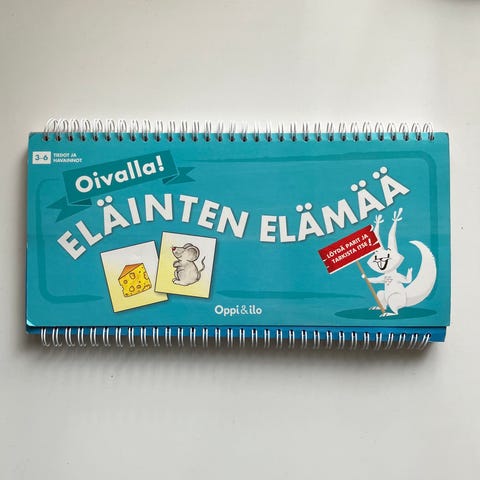 3–6
TIEDOT JA
HAVAINNOT
Oivalla!
ELÄINTEN ELÄMÄÄ
LÖYDÄ PARIT JA
TARKISTA ITSE!
Oppi&ilo